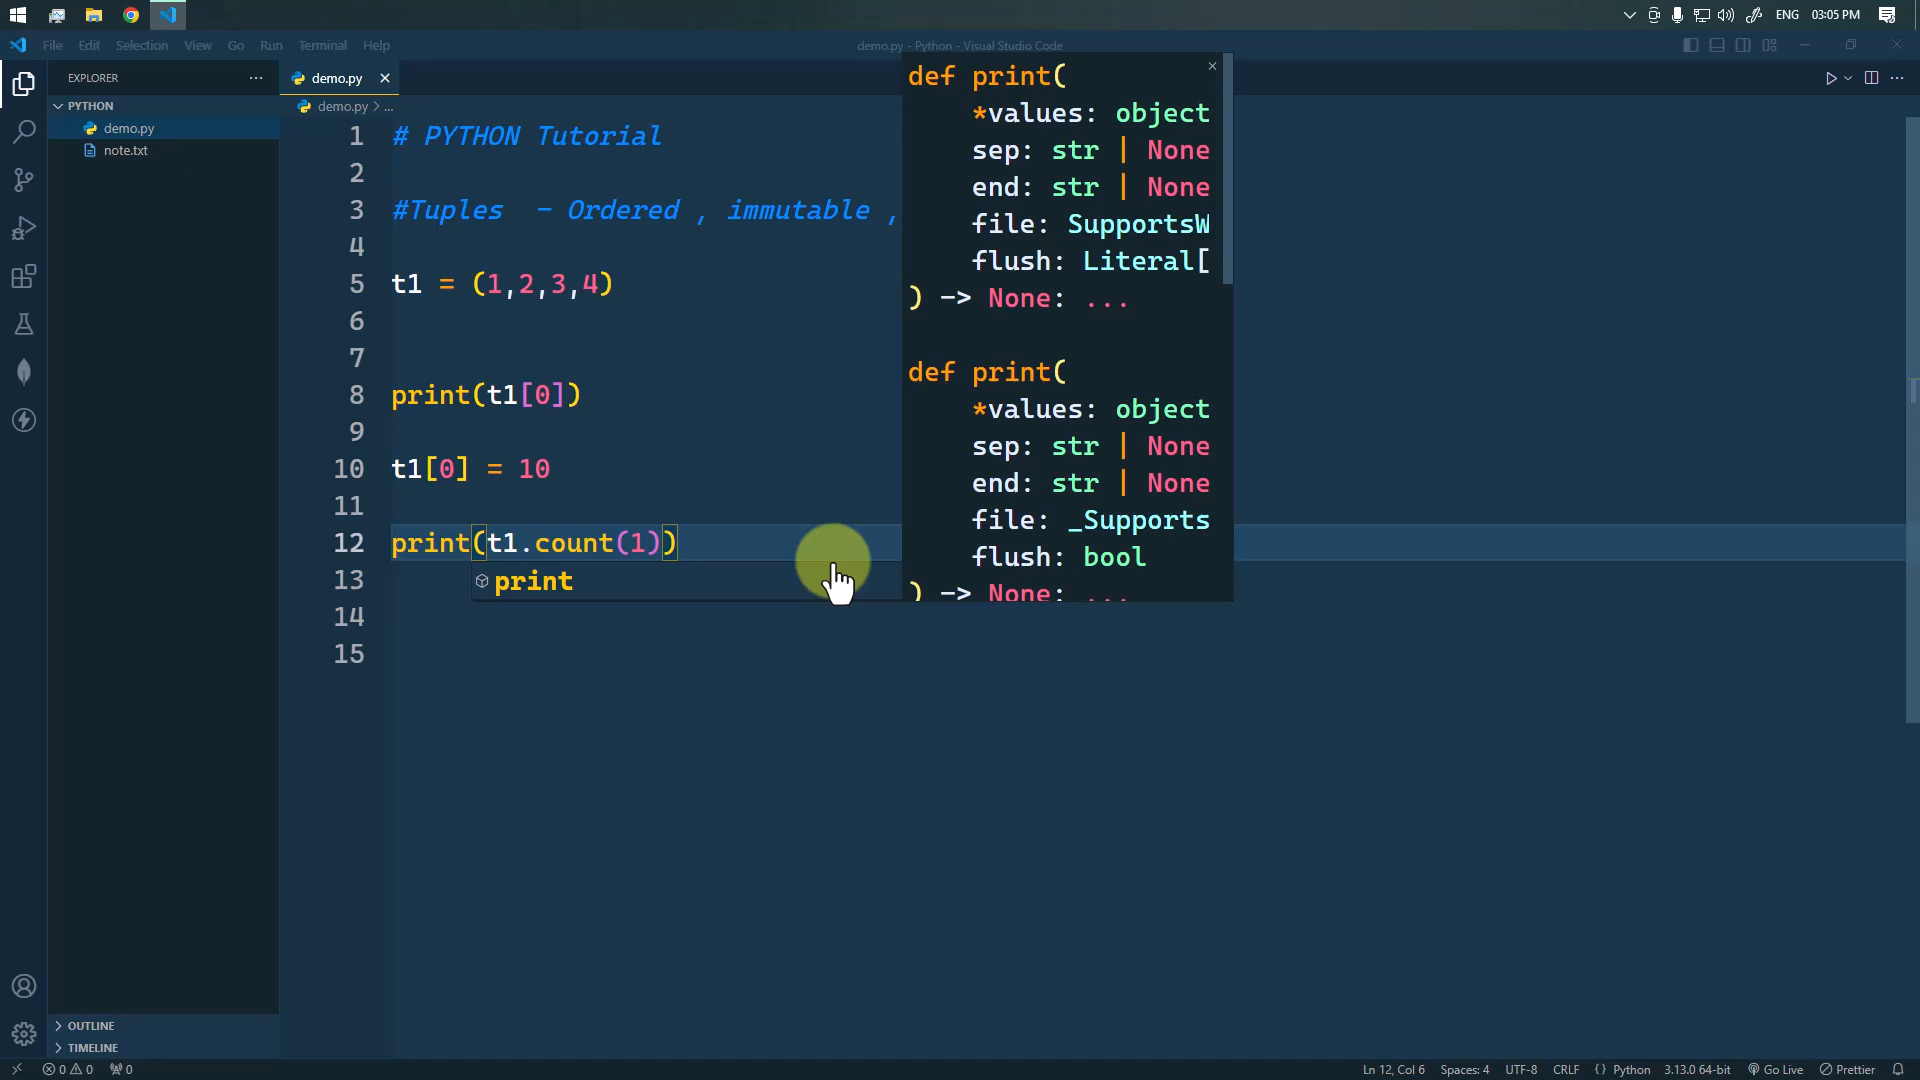 ENG 03:05 PM
File Edit Selection View Go Run Terminal Help demo.py - Python - Visual Studio Code
EXPLORER ··· demo.py
PYTHON
demo.py
note.txt
demo.py > ...
1 # PYTHON Tutorial
2
3 #Tuples - Ordered , immutable ,
4
5 t1 = (1,2,3,4)
6
7
8 print(t1[0])
9
10 t1[0] = 10
11
12 print(t1.count(1))
13
14
15
print
def print(
*values: object
sep: str | None
end: str | None
file: SupportsW
flush: Literal[
) -> None: ...
def print(
*values: object
sep: str | None
end: str | None
file: _Supports
flush: bool
) -> None: ...
OUTLINE
TIMELINE
0 0 0 Ln 12, Col 6 Spaces: 4 UTF-8 CRLF {} Python 3.13.0 64-bit Go Live Prettier